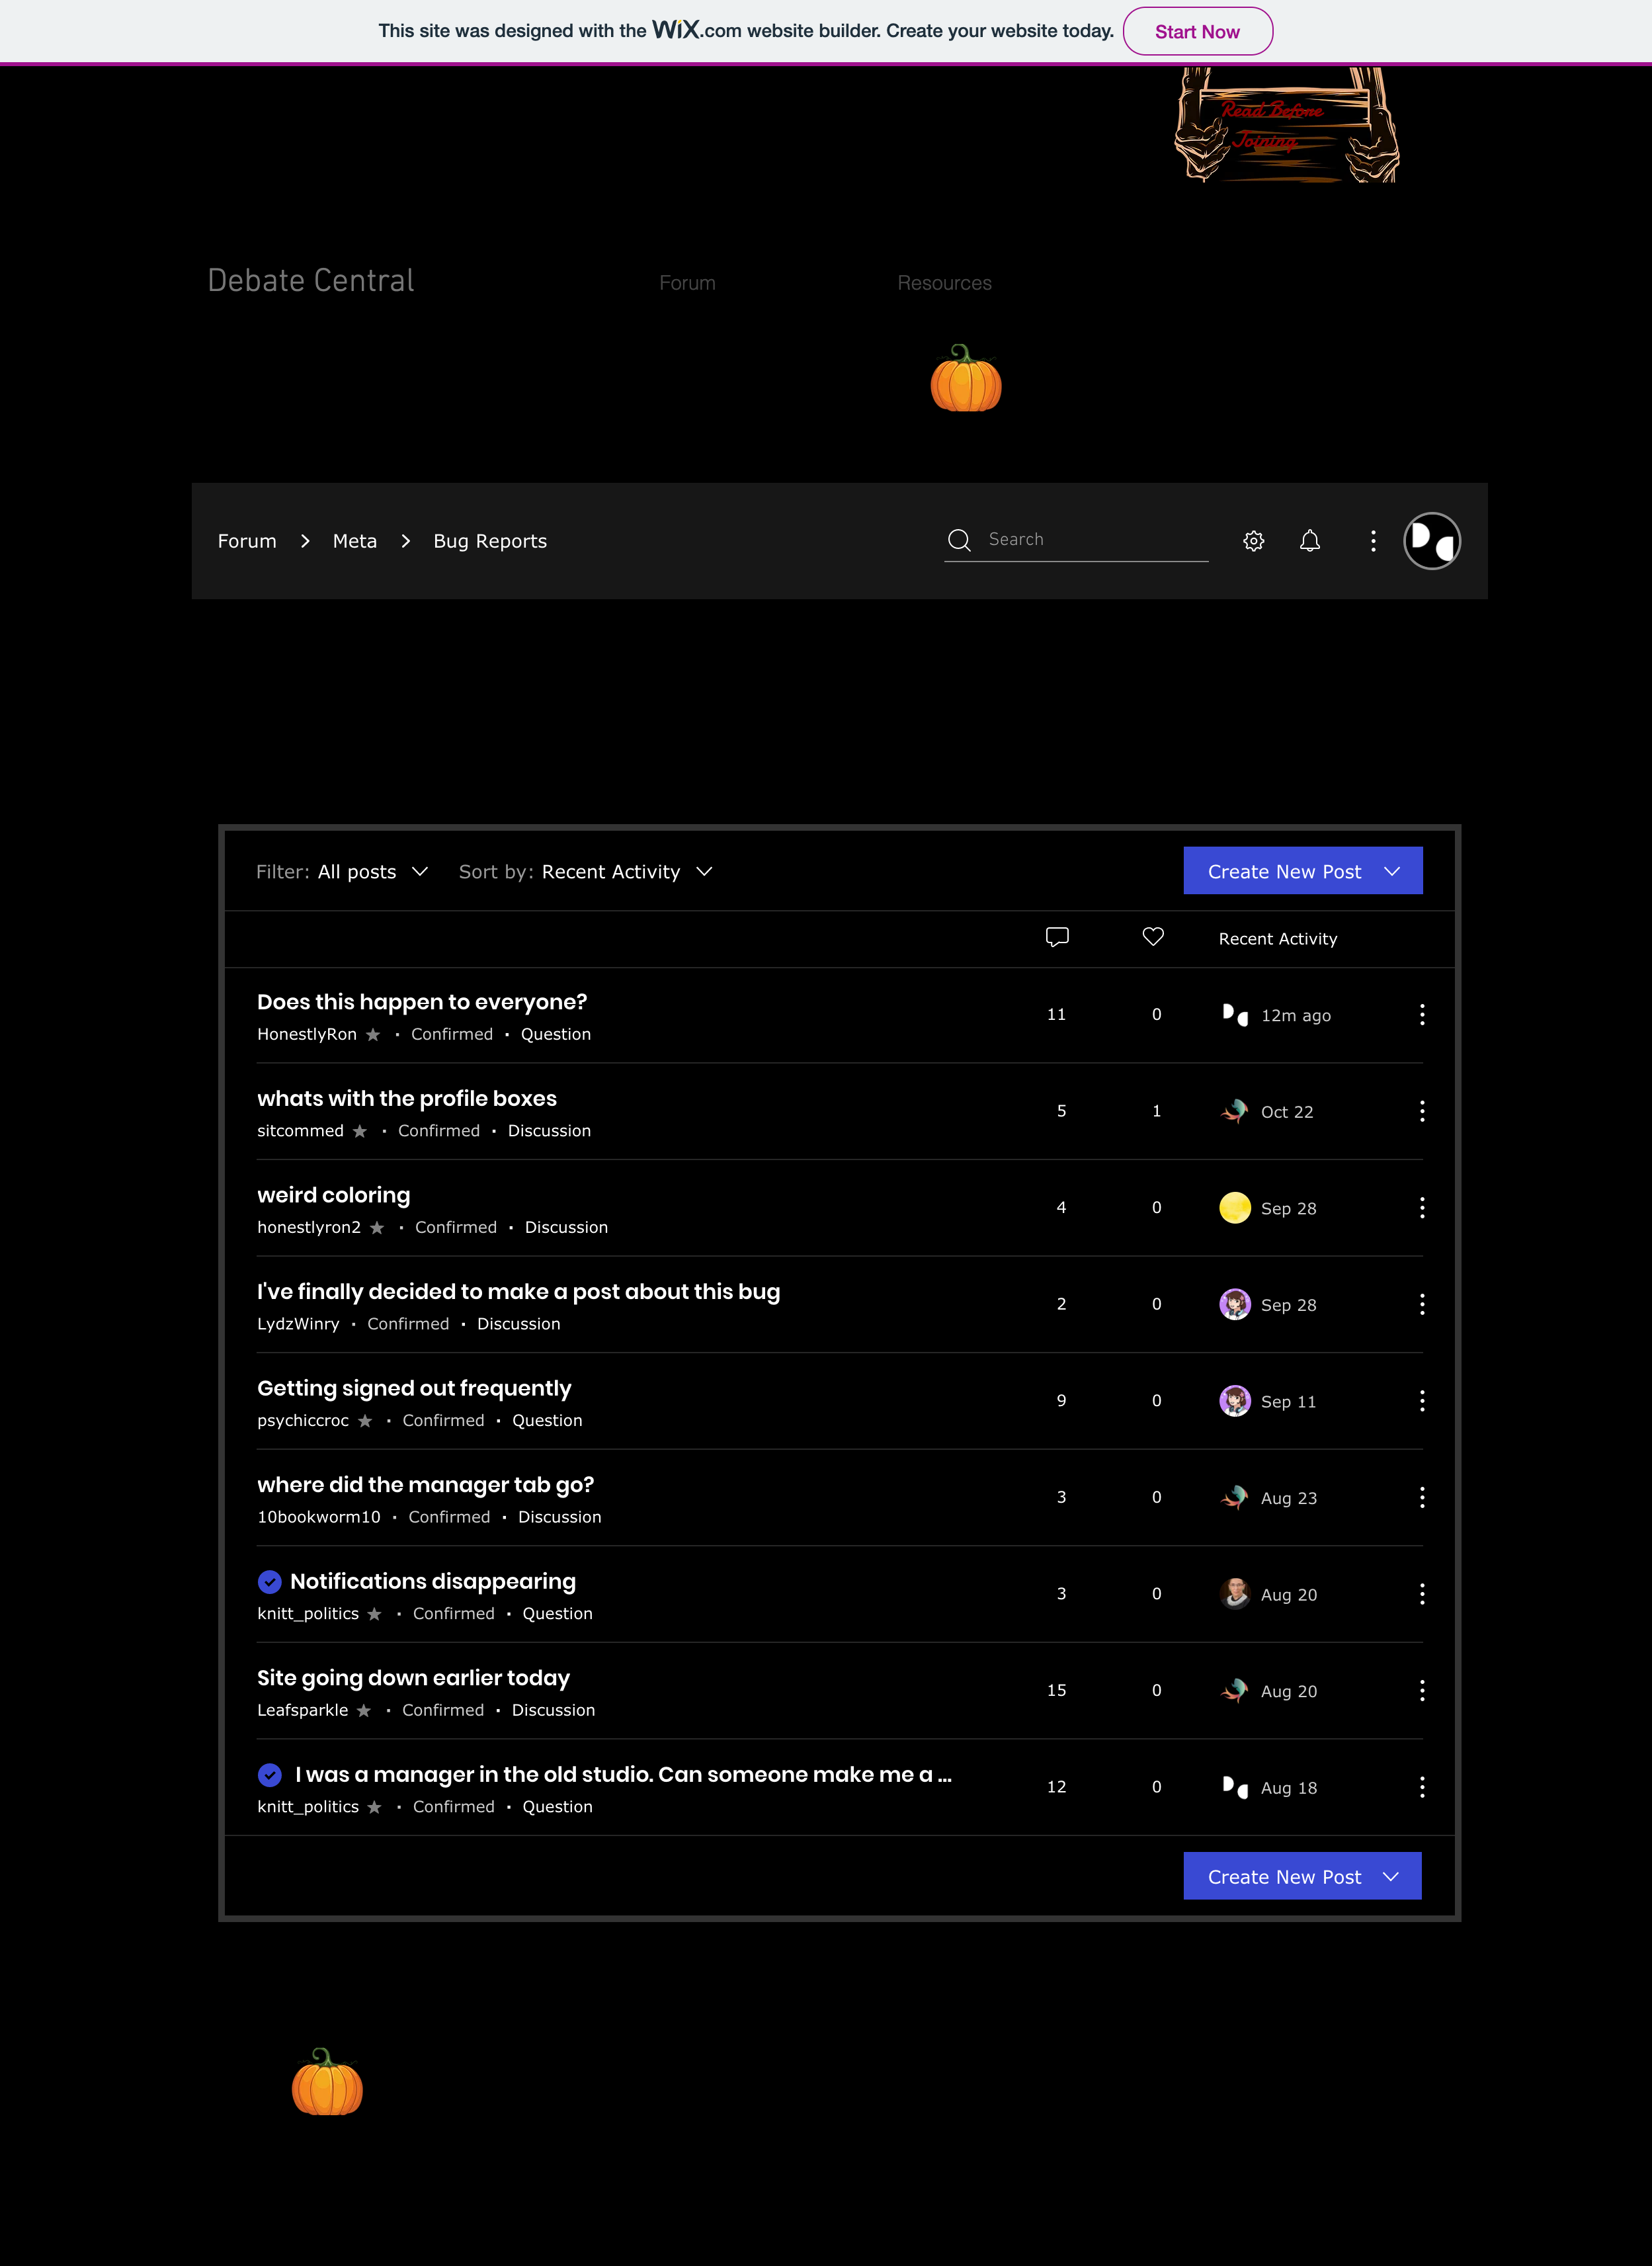 This site was designed with the WiX.com website builder. Create your website today. Start Now
Read Before
Joining
Debate Central Forum Resources
Forum Meta Bug Reports Search
Filter: All posts Sort by: Recent Activity Create New Post
Recent Activity
Does this happen to everyone?
HonestlyRon · Confirmed · Question
11 0 12m ago
whats with the profile boxes
sitcommed · Confirmed · Discussion
5 1 Oct 22
weird coloring
honestlyron2 · Confirmed · Discussion
4 0 Sep 28
I've finally decided to make a post about this bug
LydzWinry · Confirmed · Discussion
2 0 Sep 28
Getting signed out frequently
psychiccroc · Confirmed · Question
9 0 Sep 11
where did the manager tab go?
10bookworm10 · Confirmed · Discussion
3 0 Aug 23
Notifications disappearing
knitt_politics · Confirmed · Question
3 0 Aug 20
Site going down earlier today
Leafsparkle · Confirmed · Discussion
15 0 Aug 20
I was a manager in the old studio. Can someone make me a ...
knitt_politics · Confirmed · Question
12 0 Aug 18
Create New Post